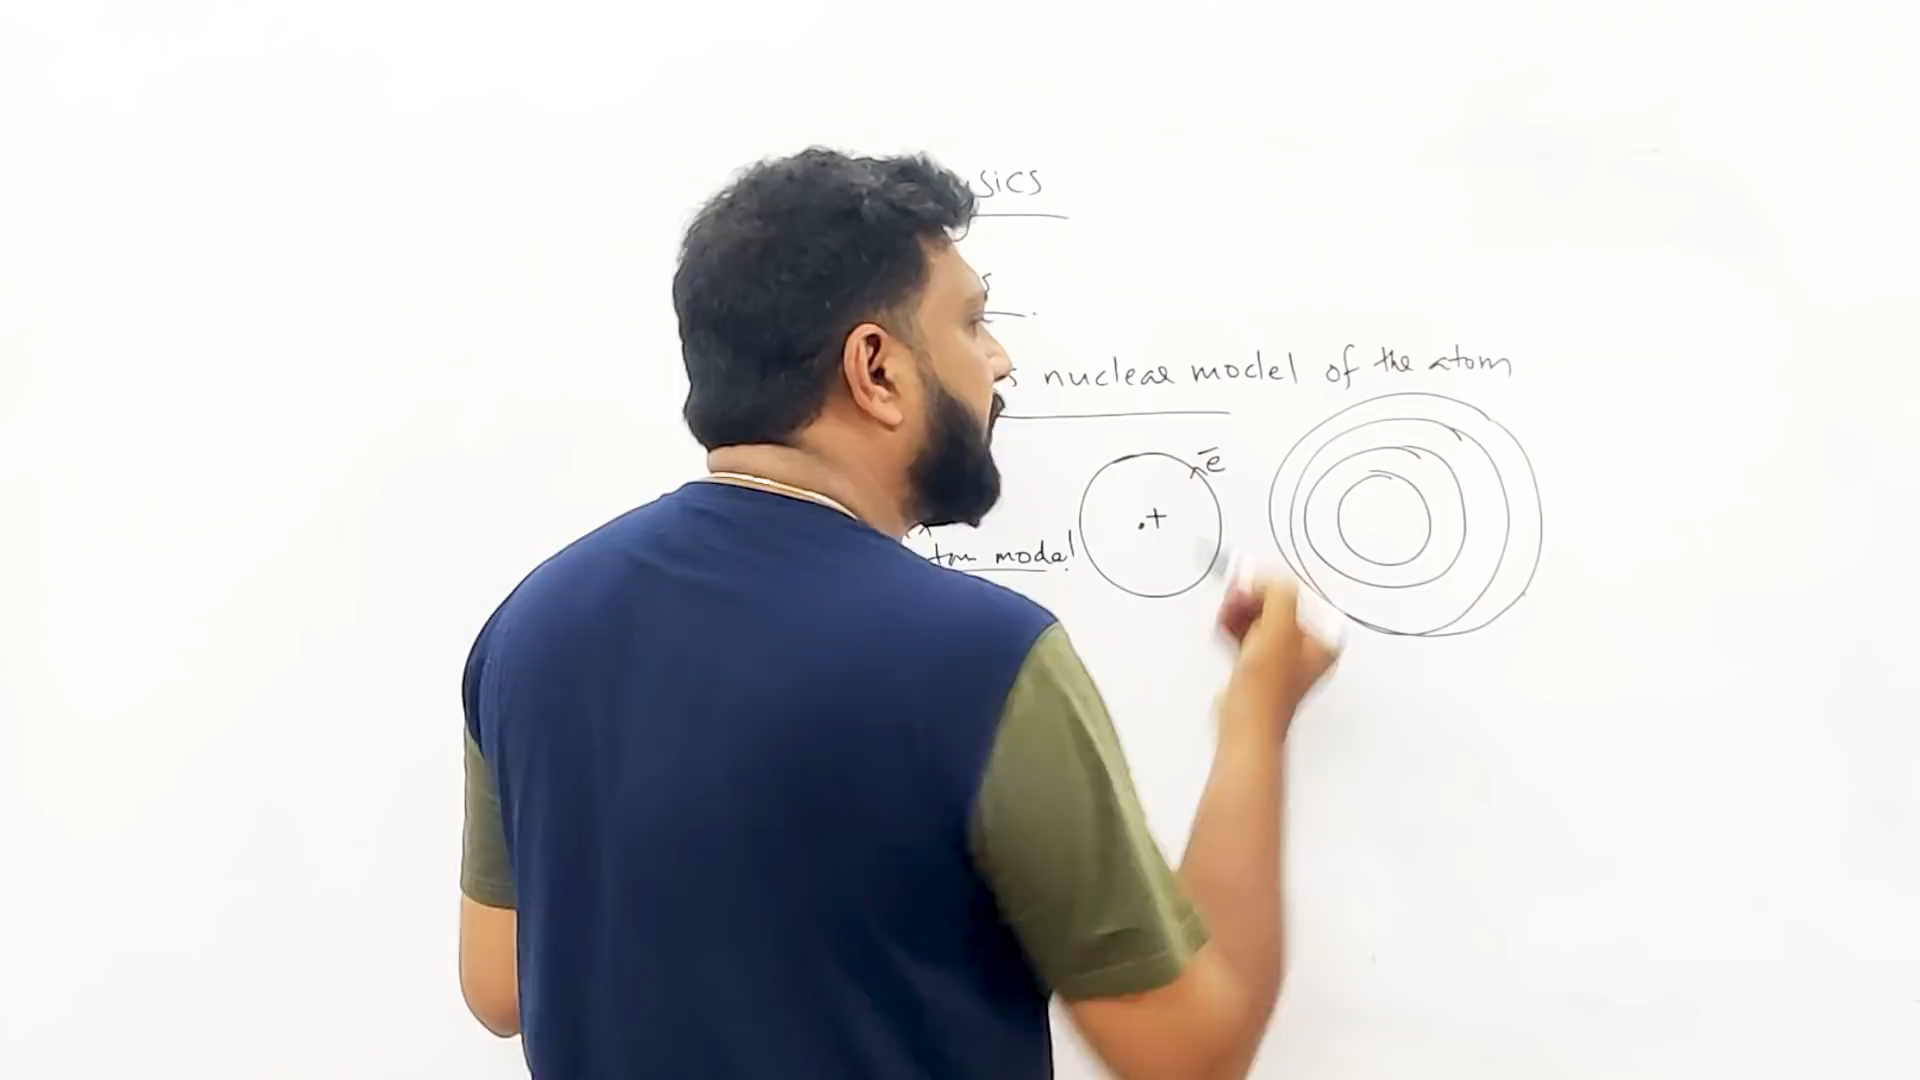 sics
s
s nuclear model of the atom
e
+
tom model